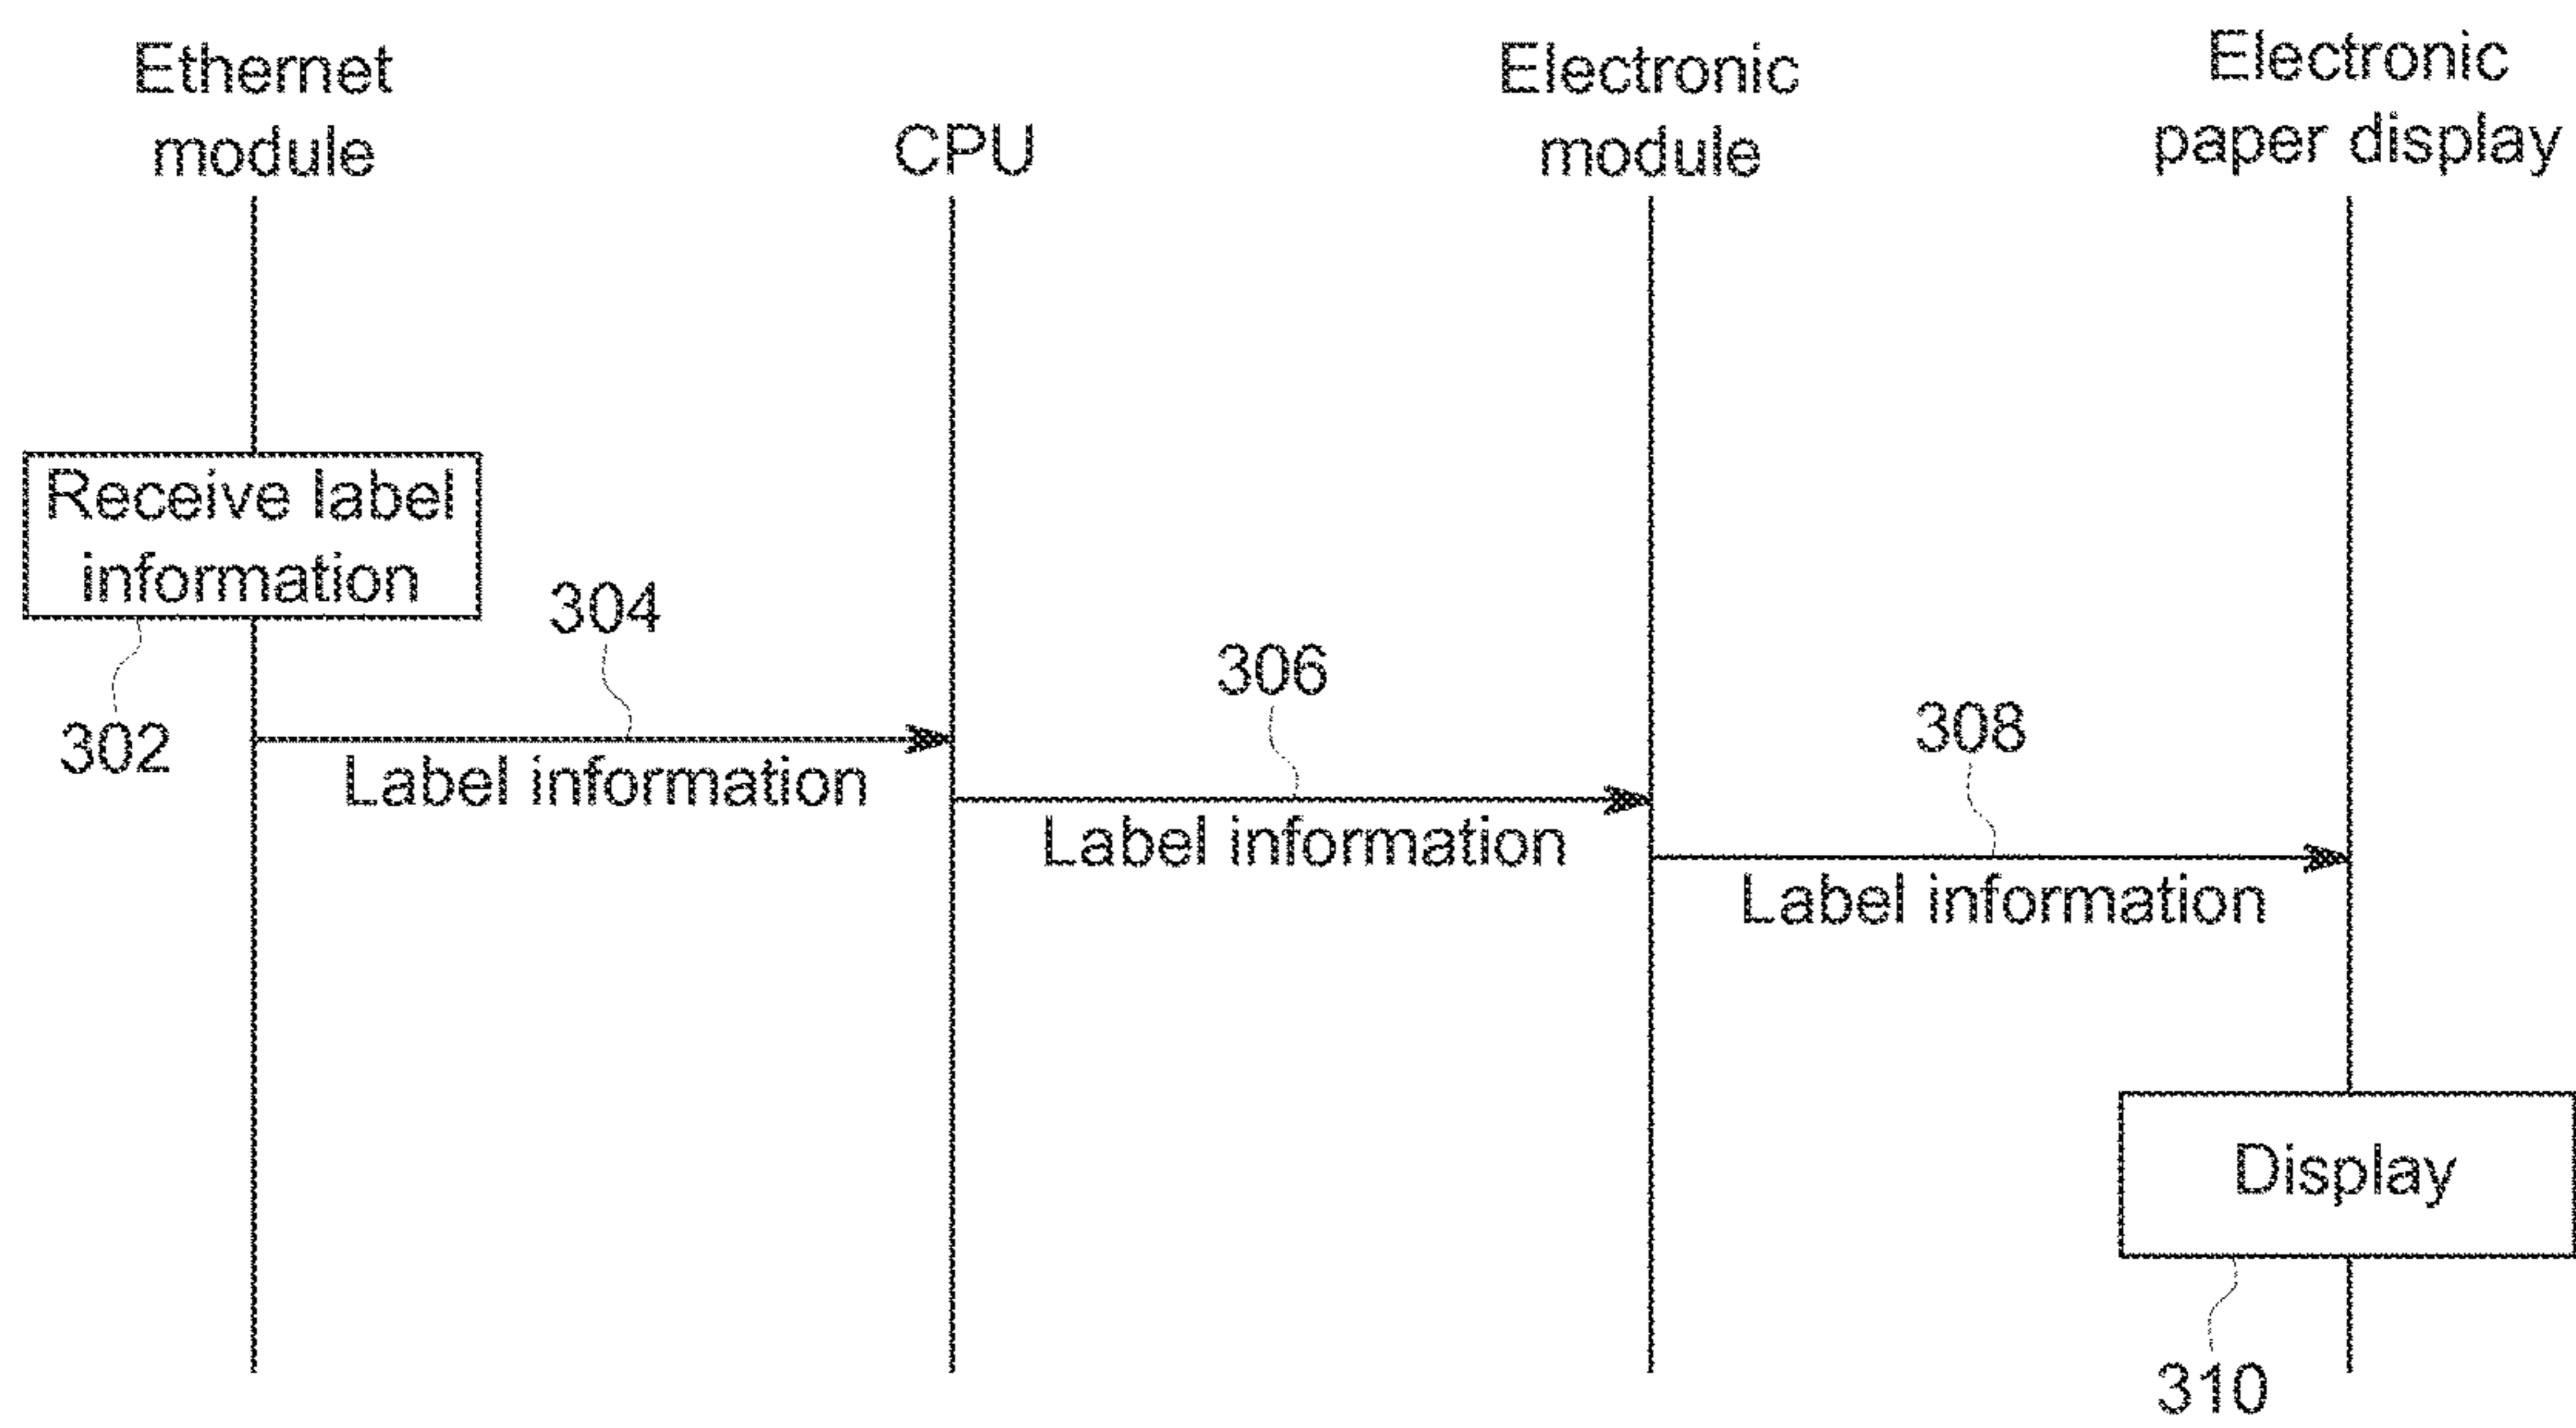 Ethernet
module
CPU
Electronic
module
Electronic
paper display
Receive label
information
302
304
Label information
306
Label information
308
Label information
Display
310